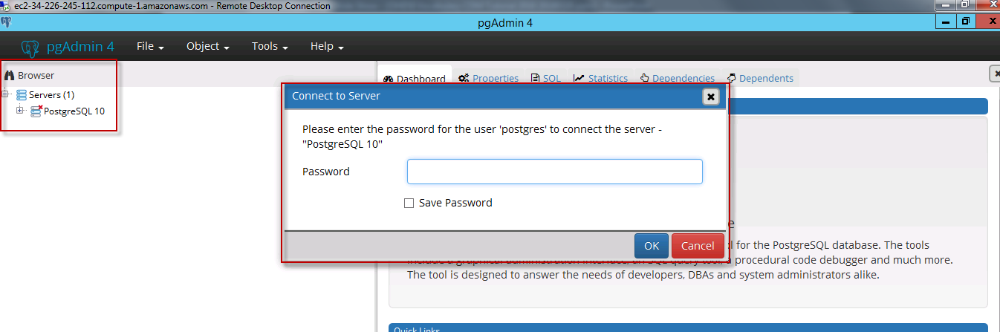 ec2-34-226-245-112.compute-1.amazonaws.com - Remote Desktop Connection
pgAdmin 4
pgAdmin 4 File Object Tools Help
Browser
Dashboard Properties SQL Statistics Dependencies Dependents
Servers (1)
PostgreSQL 10
Connect to Server
Please enter the password for the user 'postgres' to connect the server -
"PostgreSQL 10"
Password
Save Password
OK Cancel
for the PostgreSQL database. The tools
procedural code debugger and much more.
The tool is designed to answer the needs of developers, DBAs and system administrators alike.
Quick Links